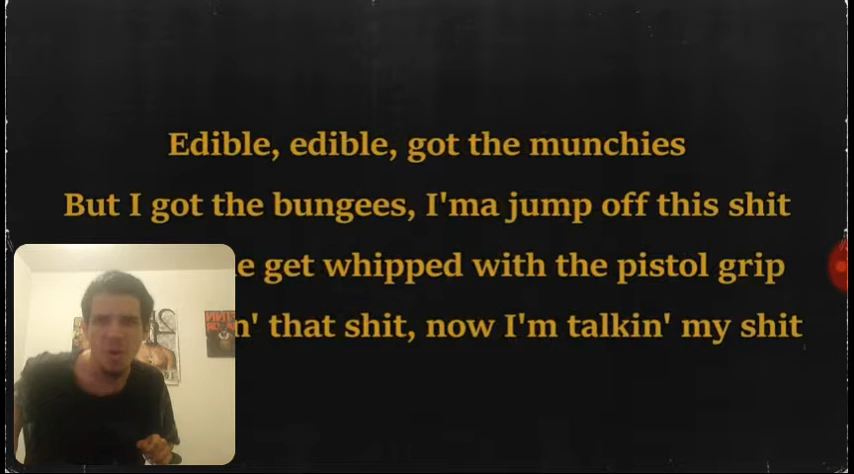 Edible, edible, got the munchies
But I got the bungees, I'ma jump off this shit
get whipped with the pistol grip
that shit, now I'm talkin' my shit